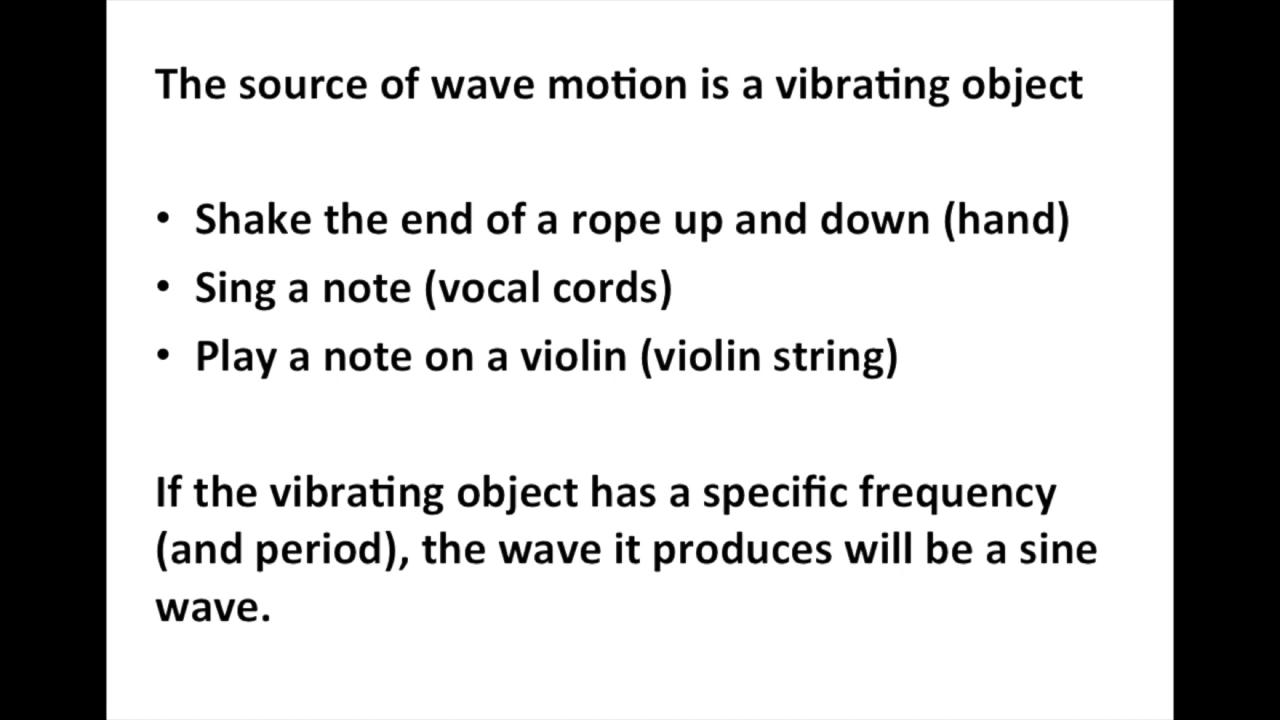 The source of wave motion is a vibrating object
• Shake the end of a rope up and down (hand)
• Sing a note (vocal cords)
• Play a note on a violin (violin string)
If the vibrating object has a specific frequency
(and period), the wave it produces will be a sine
wave.